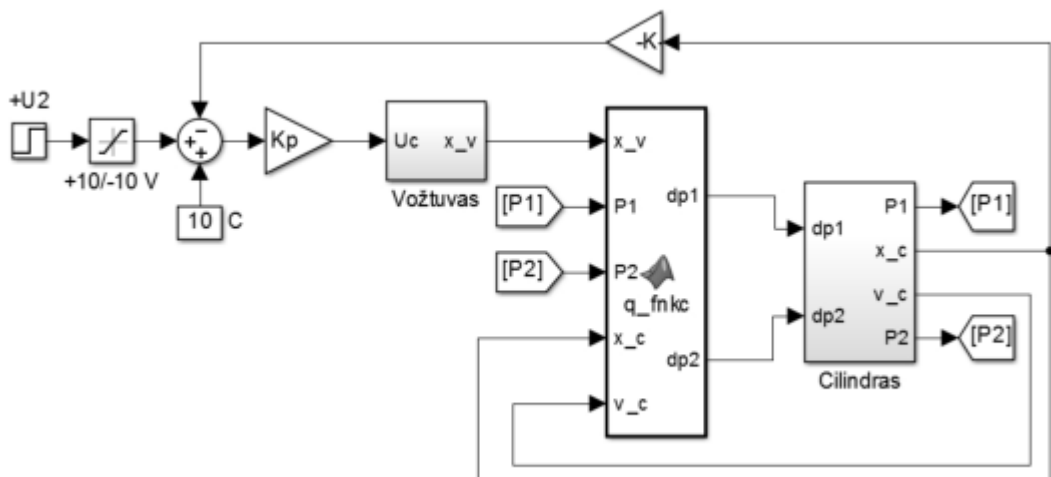 -K
+U2
+10/-10 V
10 C
Kp
Uc x_v
Vožtuvas
[P1]
[P2]
x_v
P1
P2
x_c
v_c
dp1
dp2
q_fnkc
dp1
dp2
P1
x_c
v_c
P2
Cilindras
[P1]
[P2]